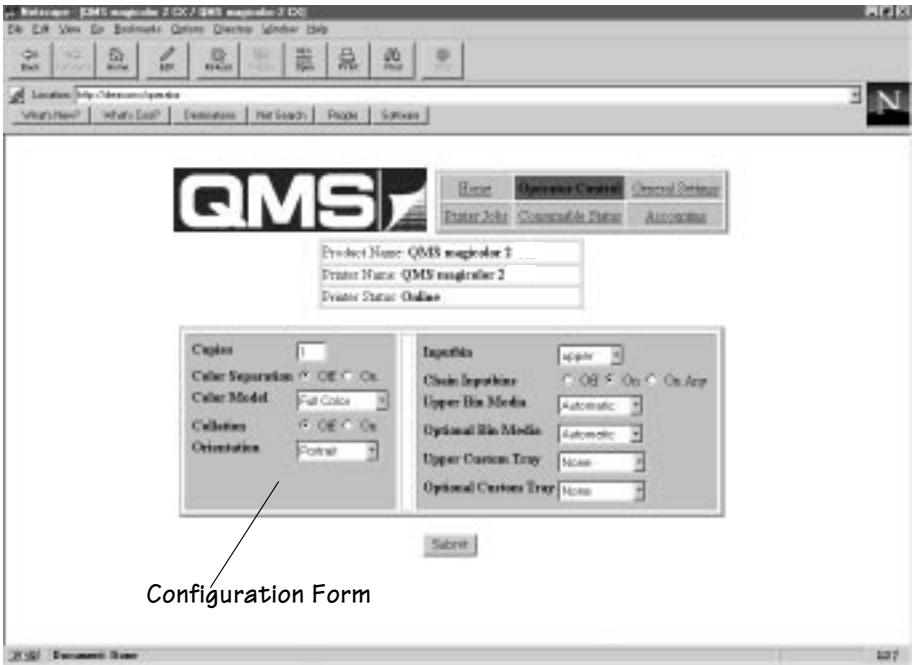 Netscape - [QMS magicolor 2 CX / QMS magicolor 2 CX]
File Edit View Go Bookmarks Options Directory Window Help
Back Home Edit Reload Open Print Find
Location:
What's New? What's Cool? Destinations Net Search People Software
QMS
Home Operator Control General Settings
Printer Jobs Consumable Status Accounting
Product Name: QMS magicolor 2
Printer Name: QMS magicolor 2
Printer Status: Online
Copies 1
Color Separation Off On
Color Model Full Color
Collation Off On
Orientation Portrait
Inputbin upper
Chain Inputbins Off On On Any
Upper Bin Media Automatic
Optional Bin Media Automatic
Upper Custom Tray None
Optional Custom Tray None
Submit
Configuration Form
Document: Done